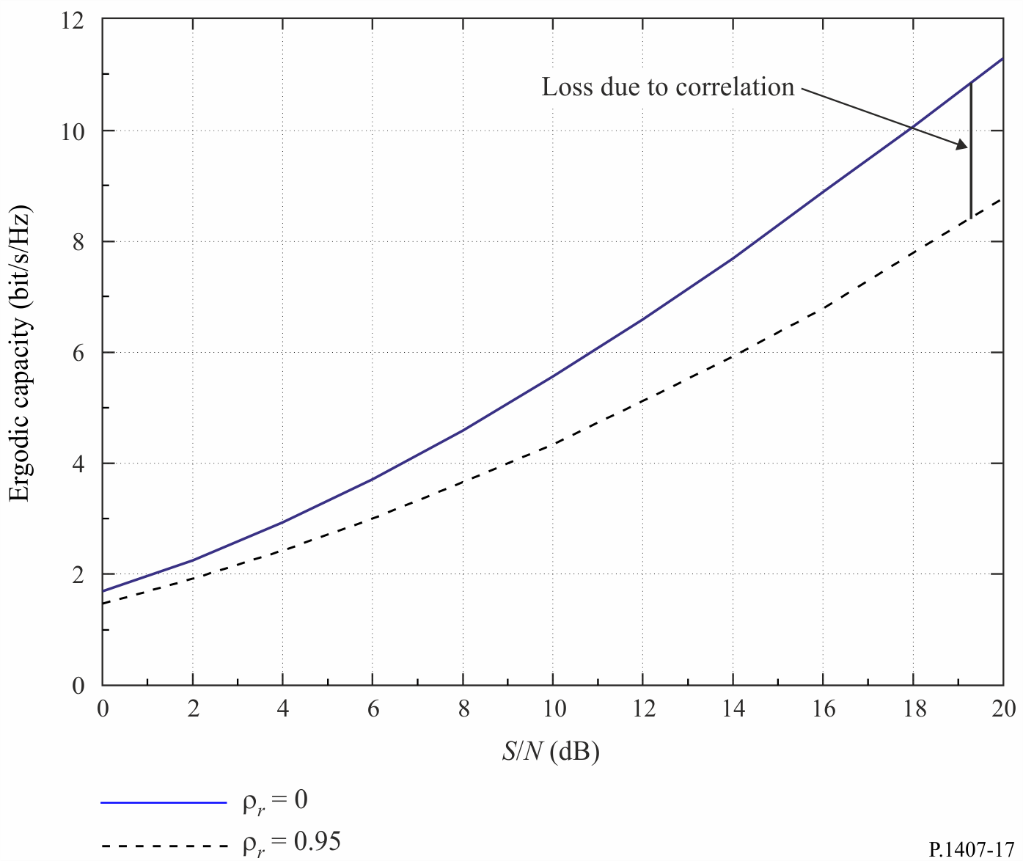 12
Loss due to correlation
10
8
6
4
2
0
Ergodic capacity (bit/s/Hz)
0 2 4 6 8 10 12 14 16 18 20
S/N (dB)
ρr = 0
ρr = 0.95
P.1407-17